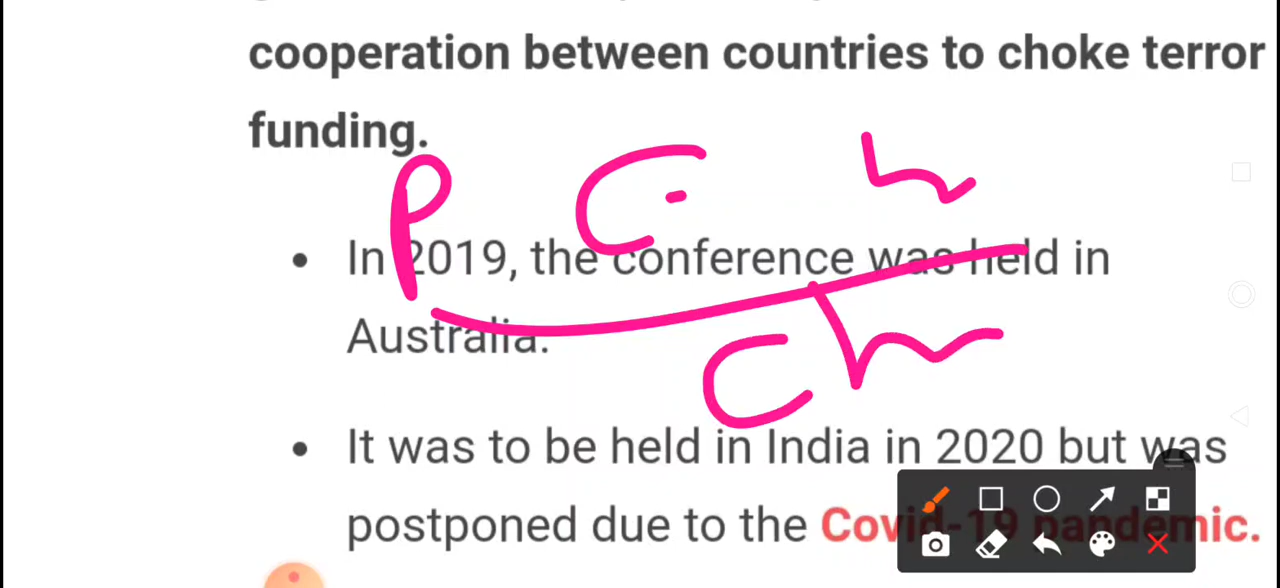 cooperation between countries to choke terror
funding.
P C h
• In 2019, the conference was held in
Australia.
Ch
• It was to be held in India in 2020 but was
postponed due to the Covid-19 pandemic.